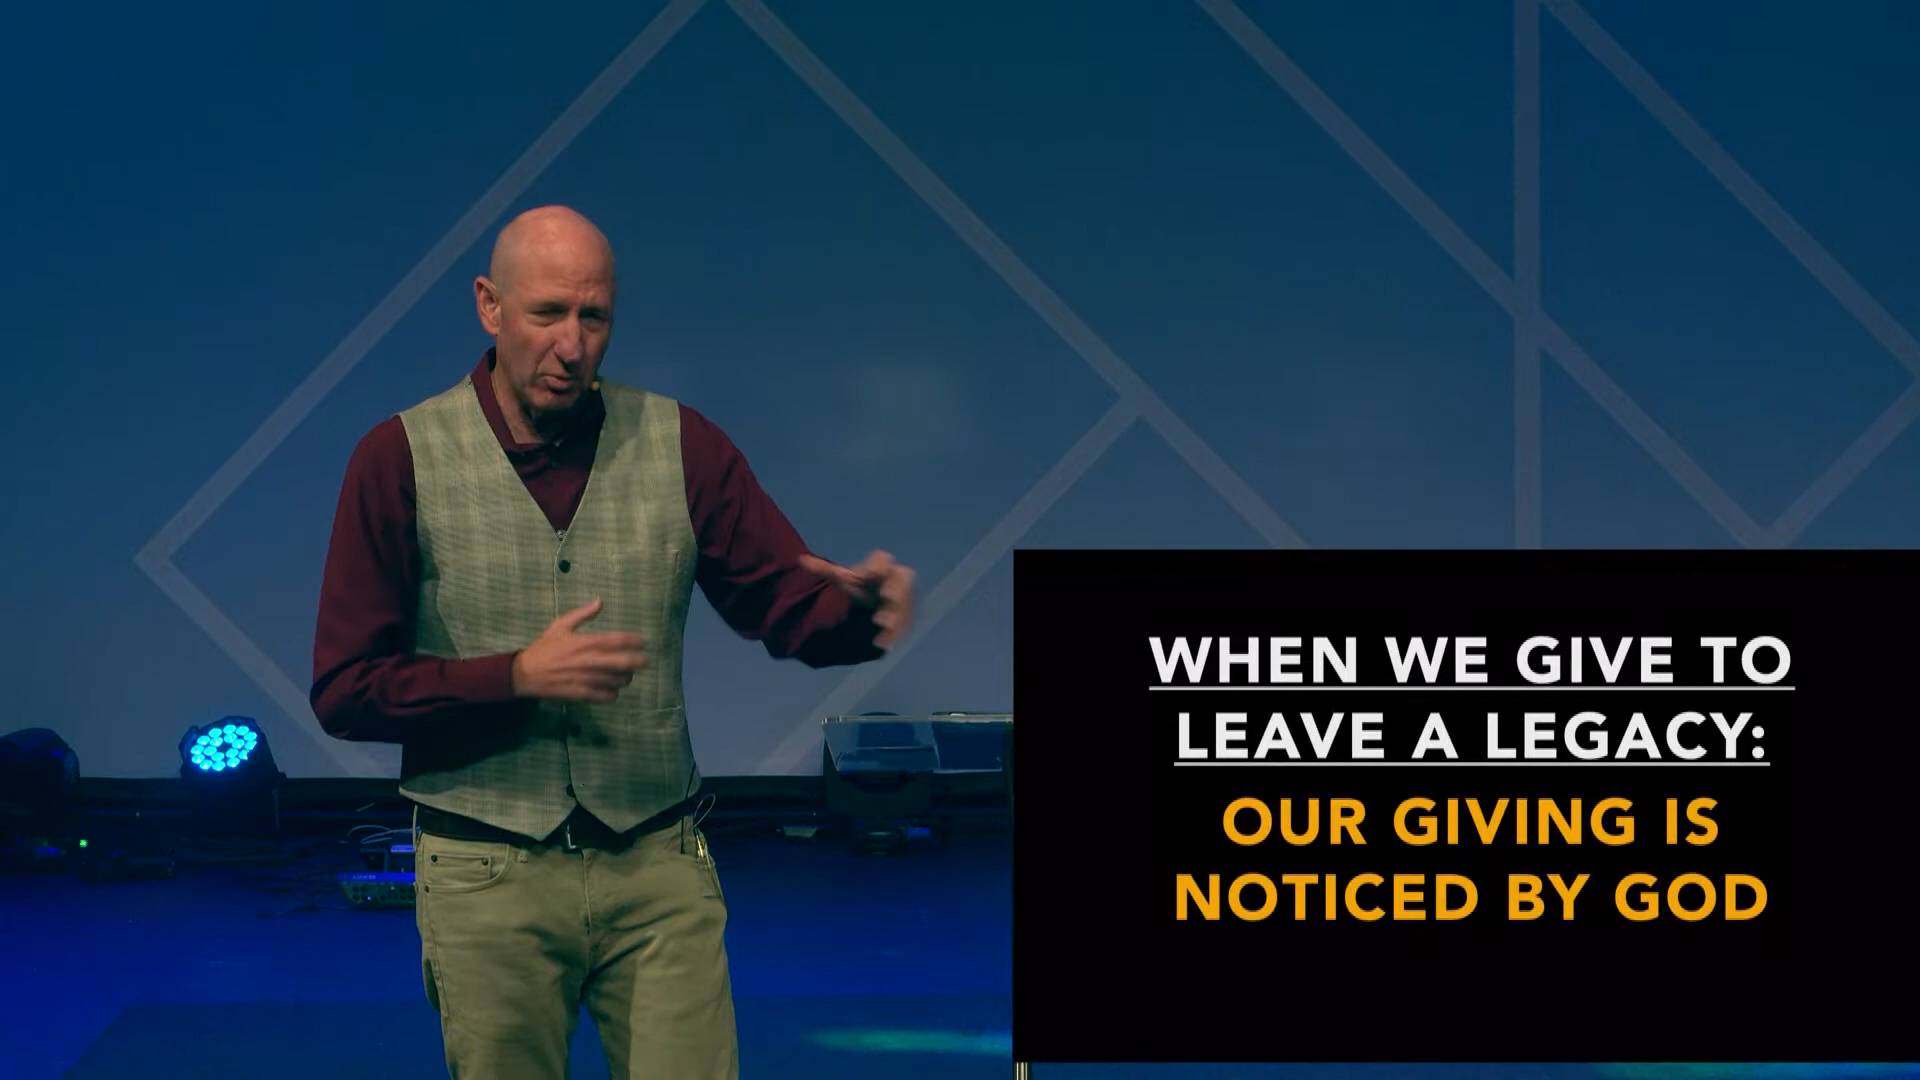 WHEN WE GIVE TO
LEAVE A LEGACY:
OUR GIVING IS
NOTICED BY GOD